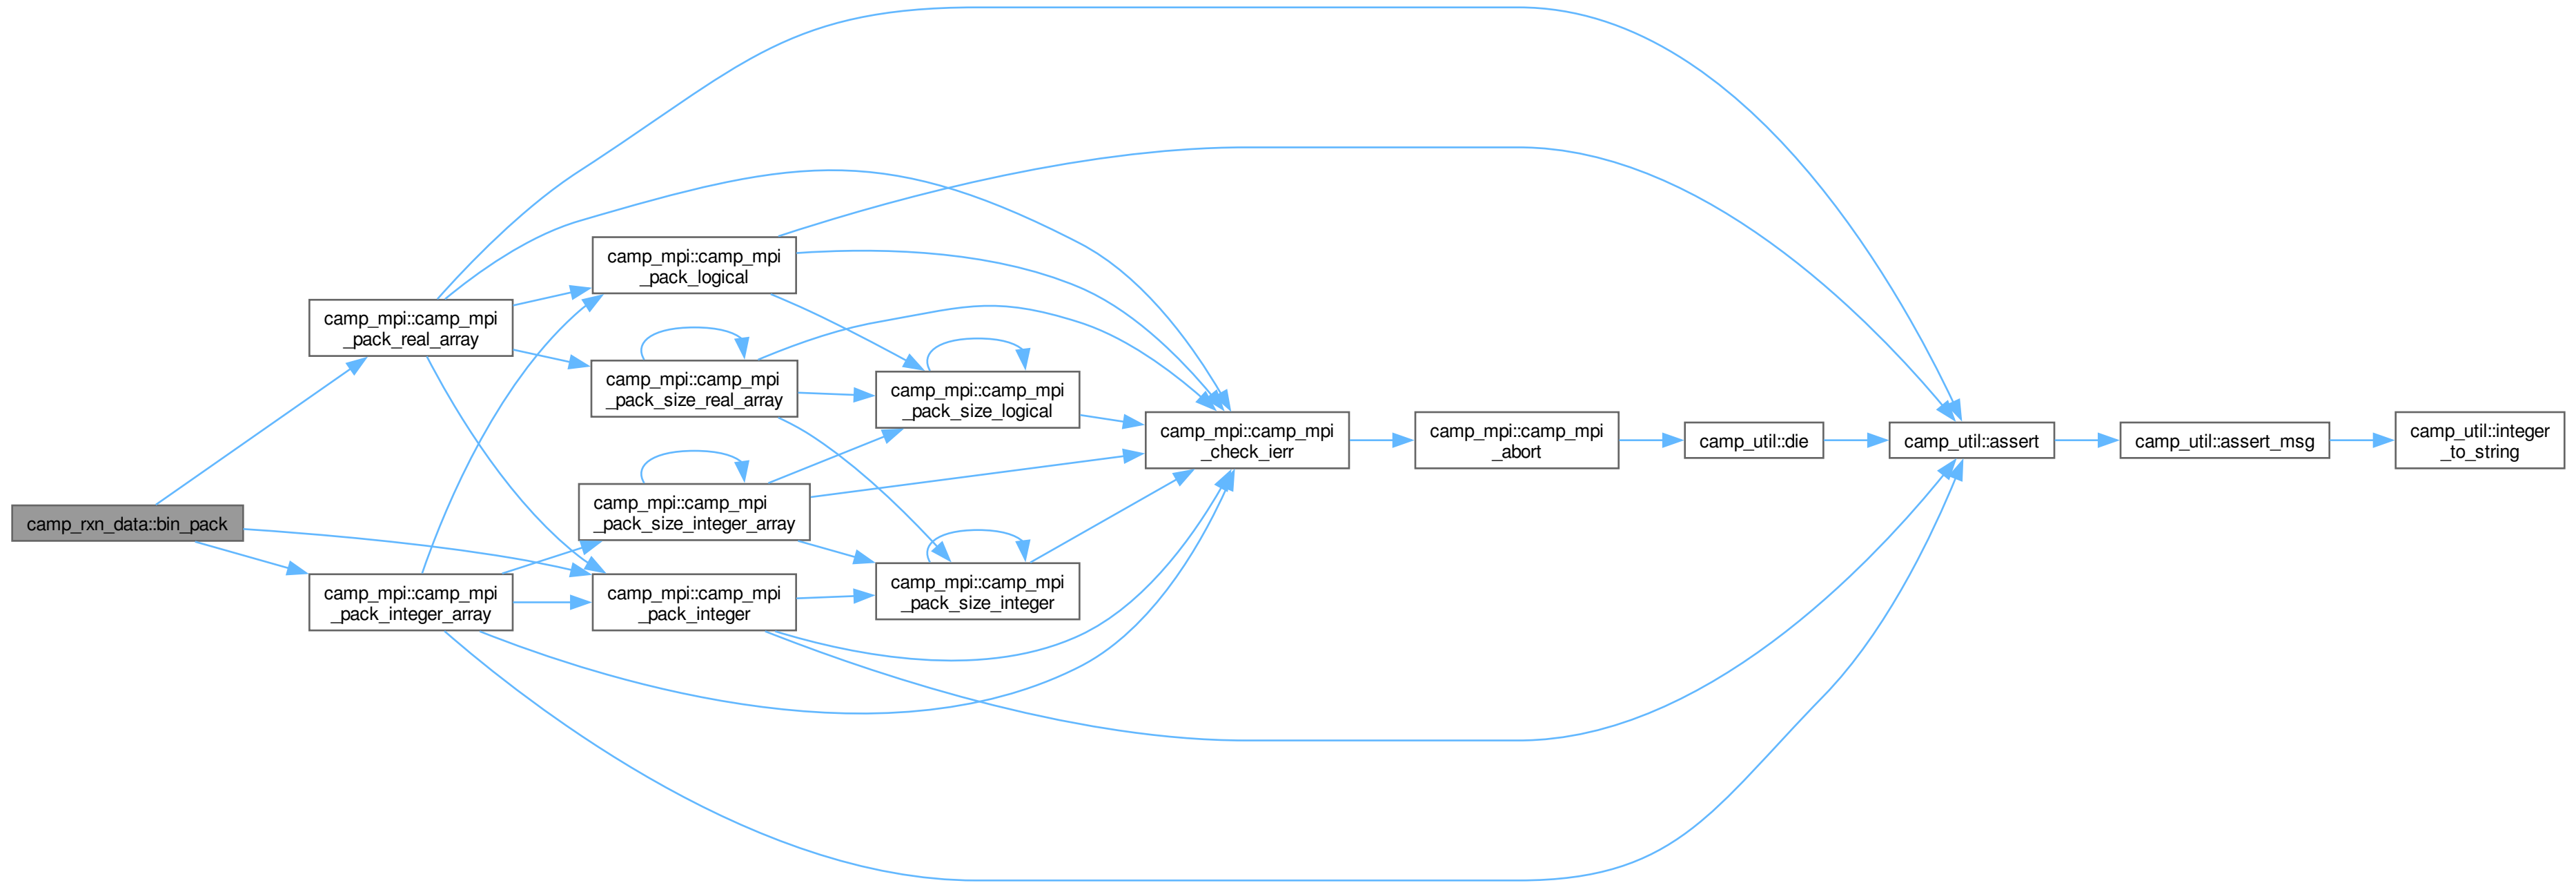 camp_rxn_data::bin_pack
camp_mpi::camp_mpi
_pack_real_array
camp_mpi::camp_mpi
_pack_integer_array
camp_mpi::camp_mpi
_pack_logical
camp_mpi::camp_mpi
_pack_size_real_array
camp_mpi::camp_mpi
_pack_size_integer_array
camp_mpi::camp_mpi
_pack_integer
camp_mpi::camp_mpi
_pack_size_logical
camp_mpi::camp_mpi
_pack_size_integer
camp_mpi::camp_mpi
_check_ierr
camp_mpi::camp_mpi
_abort
camp_util::die
camp_util::assert
camp_util::assert_msg
camp_util::integer
_to_string